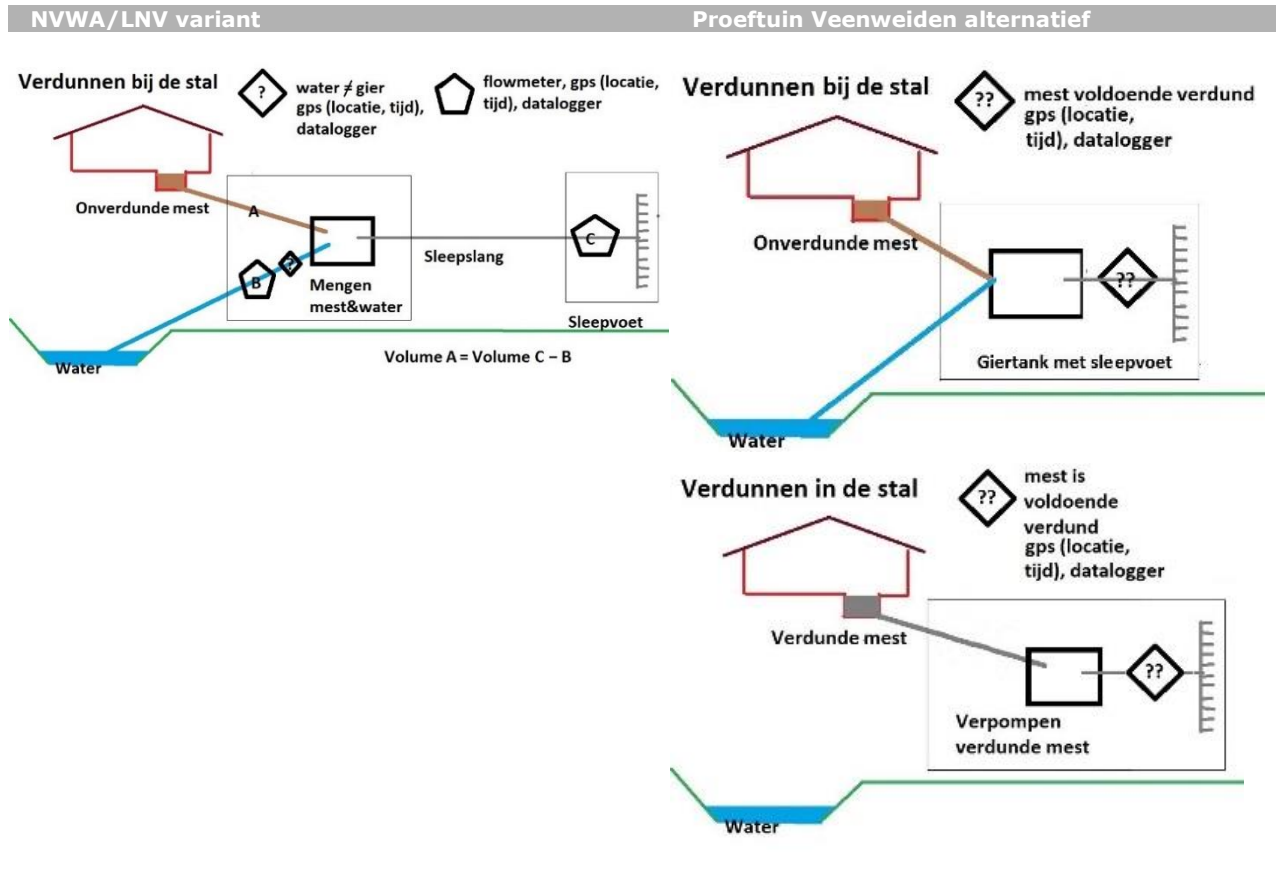 NVWA/LNV variant
Proeftuin Veenweiden alternatief
Verdunnen bij de stal
?
water ≠ gier
gps (locatie, tijd),
datalogger
flowmeter, gps (locatie,
tijd), datalogger
Onverdunde mest
A
B
?
Mengen
mest&water
Sleepslang
C
Sleepvoet
Water
Volume A = Volume C – B
Verdunnen bij de stal
??
mest voldoende verdund
gps (locatie,
tijd), datalogger
Onverdunde mest
??
Giertank met sleepvoet
Water
Verdunnen in de stal
??
mest is
voldoende
verdund
gps (locatie,
tijd), datalogger
Verdunde mest
??
Verpompen
verdunde mest
Water